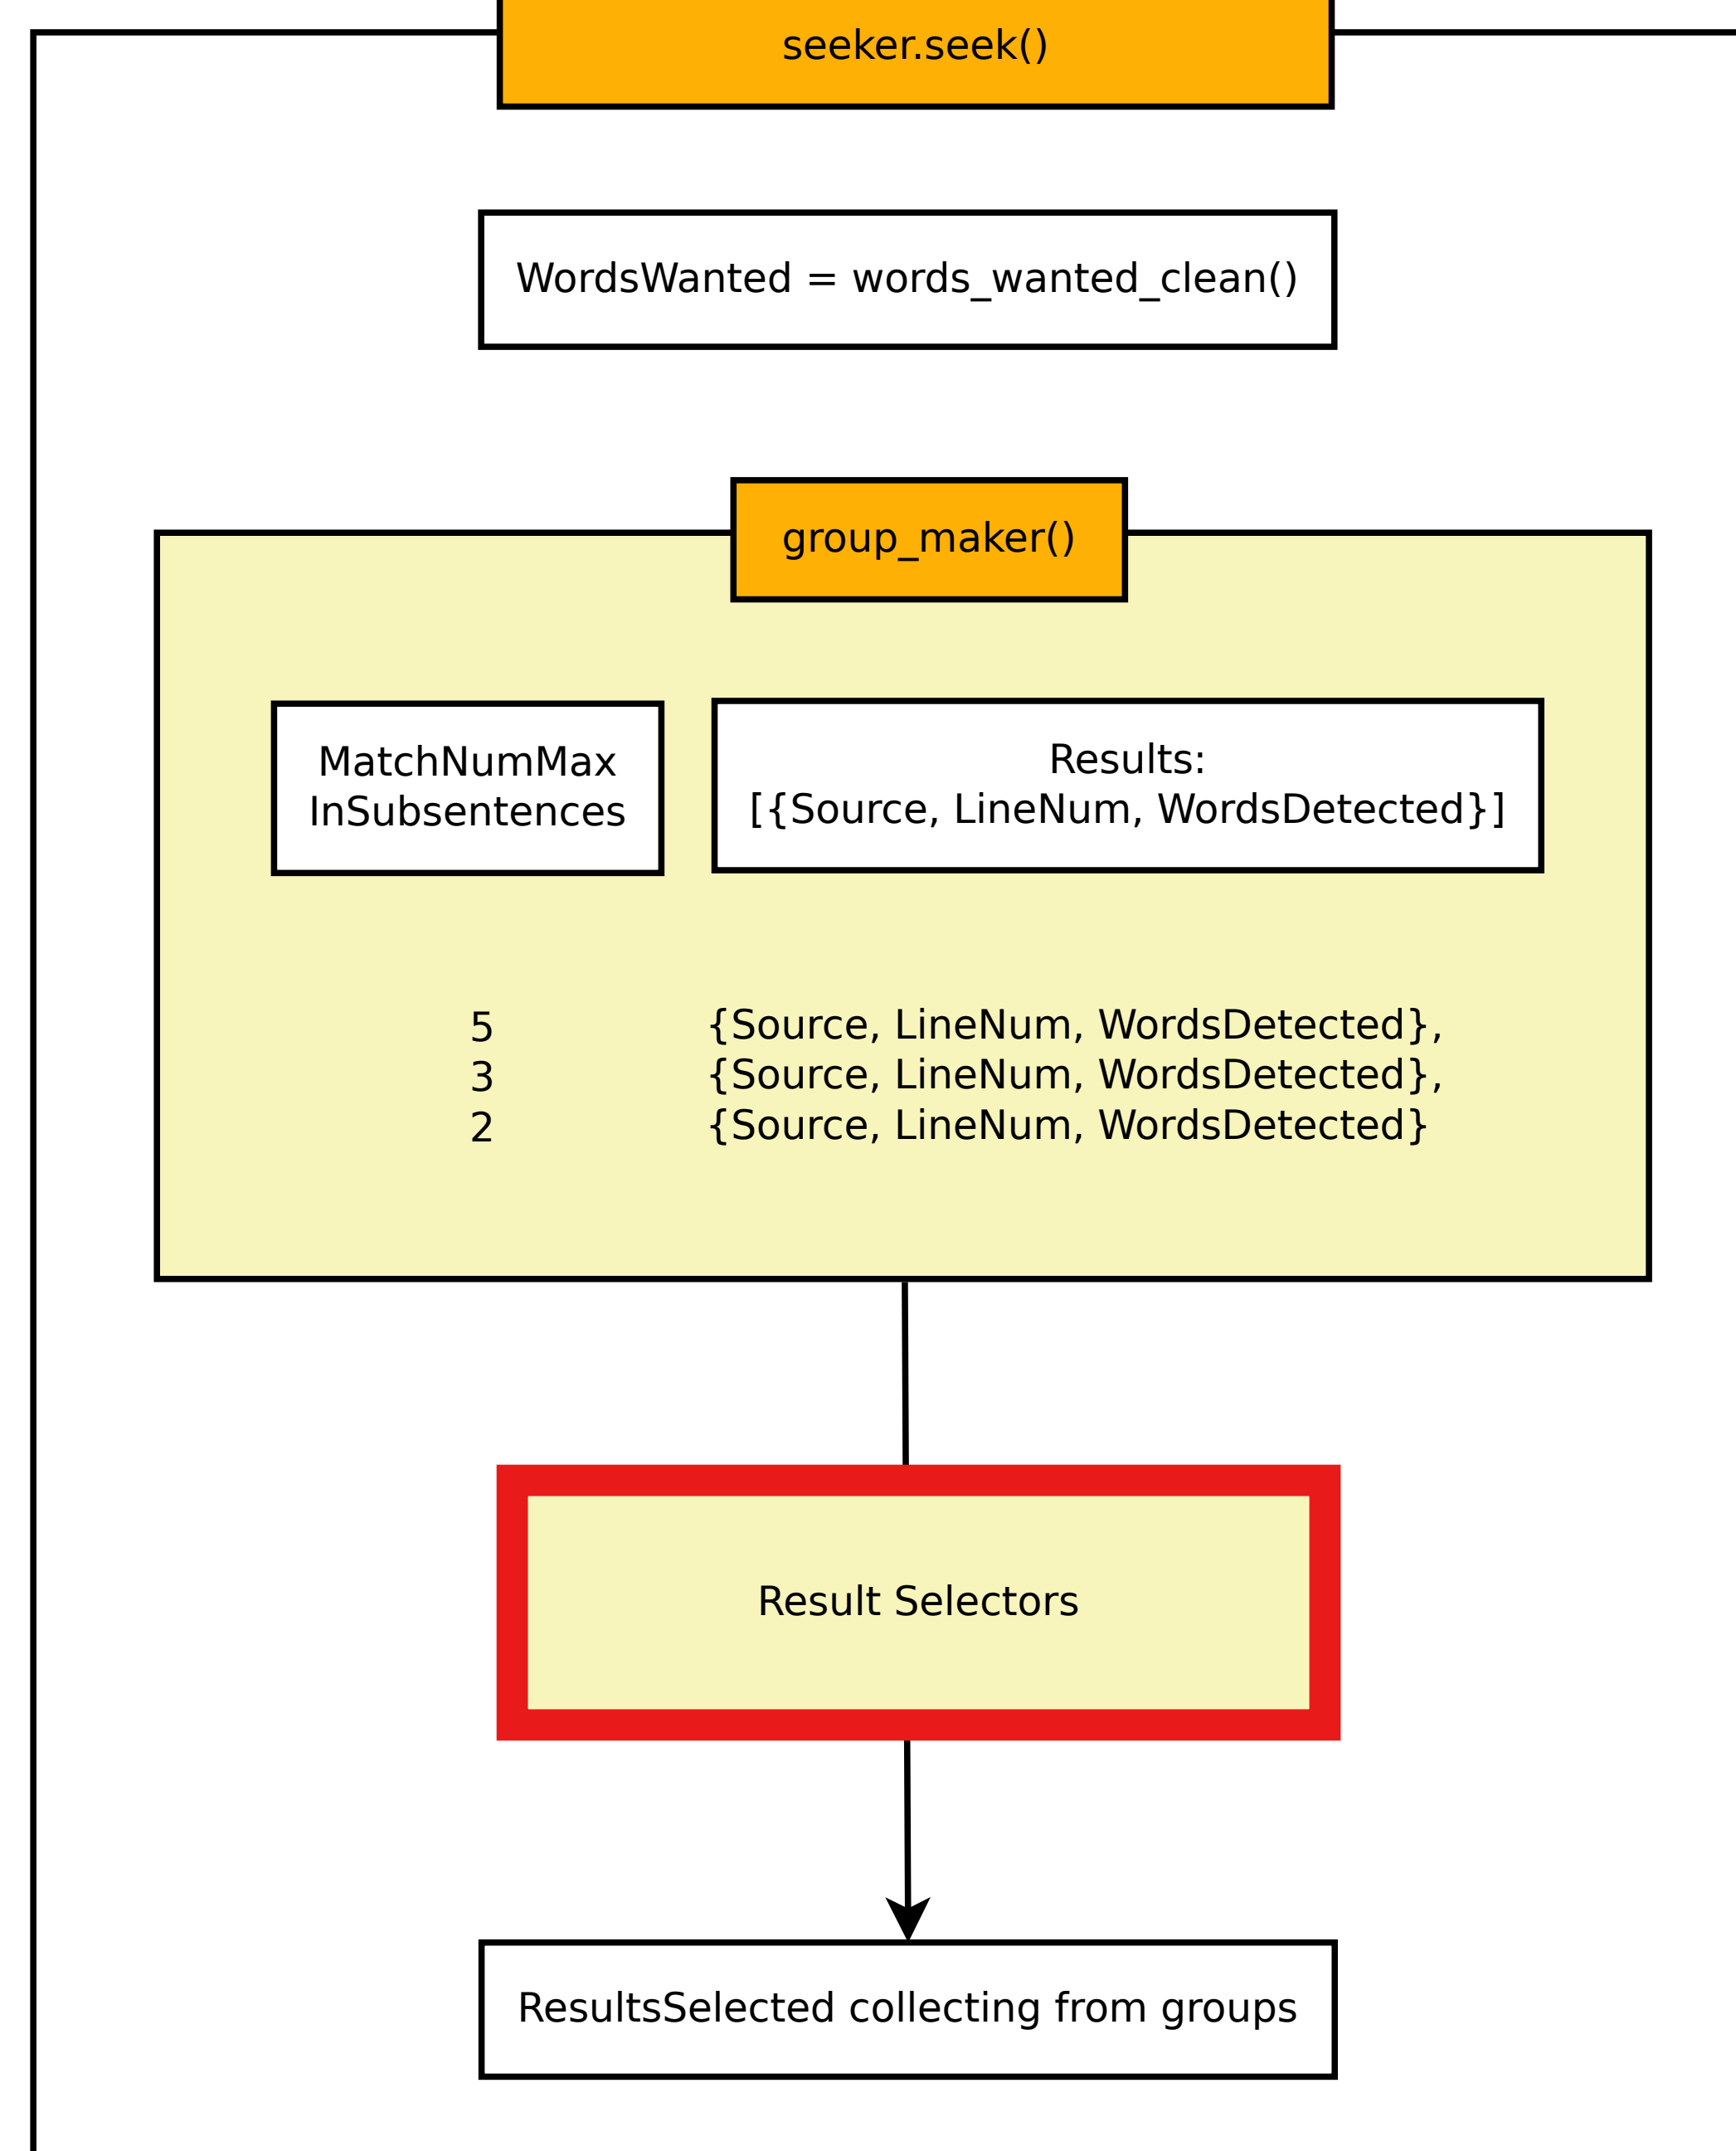 seeker.seek()
WordsWanted = words_wanted_clean()
group_maker()
MatchNumMax
InSubsentences
Results:
[{Source, LineNum, WordsDetected}]
5
3
2
{Source, LineNum, WordsDetected},
{Source, LineNum, WordsDetected},
{Source, LineNum, WordsDetected}
Result Selectors
ResultsSelected collecting from groups